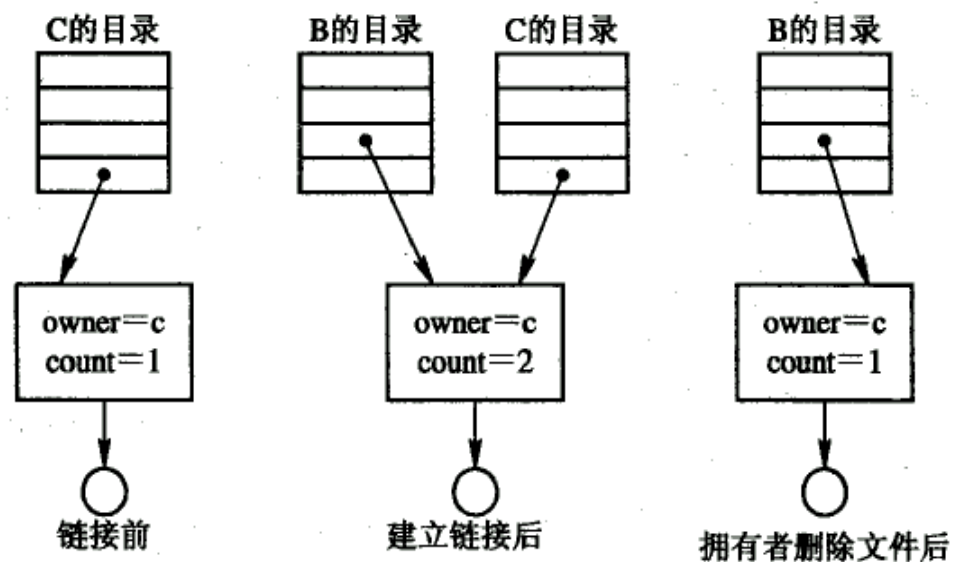 C的目录
owner=c
count=1
链接前
B的目录
C的目录
owner=c
count=2
建立链接后
B的目录
owner=c
count=1
拥有者删除文件后